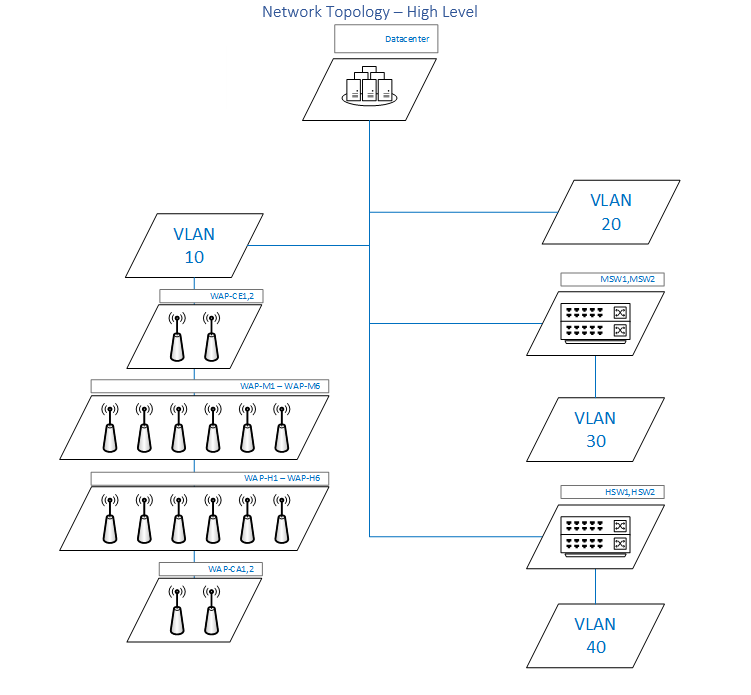 Network Topology – High Level
Datacenter
VLAN
20
VLAN
10
MSW1,MSW2
WAP-CE1,2
WAP-M1 – WAP-M6
VLAN
30
WAP-H1 – WAP-H6
HSW1,HSW2
WAP-CA1,2
VLAN
40